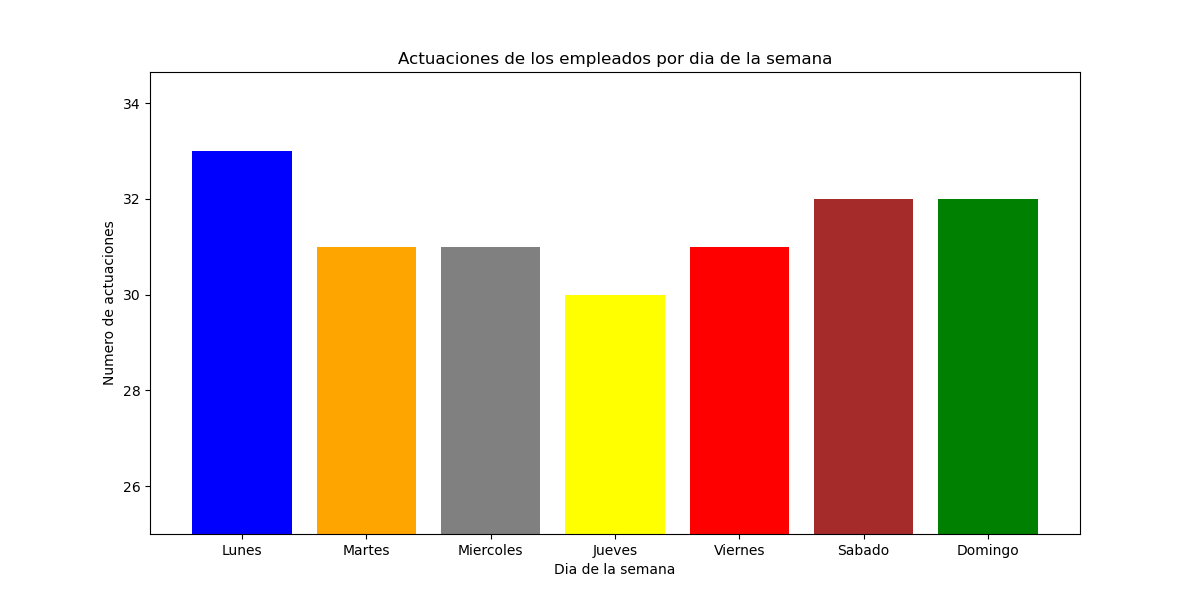 Actuaciones de los empleados por dia de la semana
34
32
30
28
26
Numero de actuaciones
Lunes Martes Miercoles Jueves Viernes Sabado Domingo
Dia de la semana